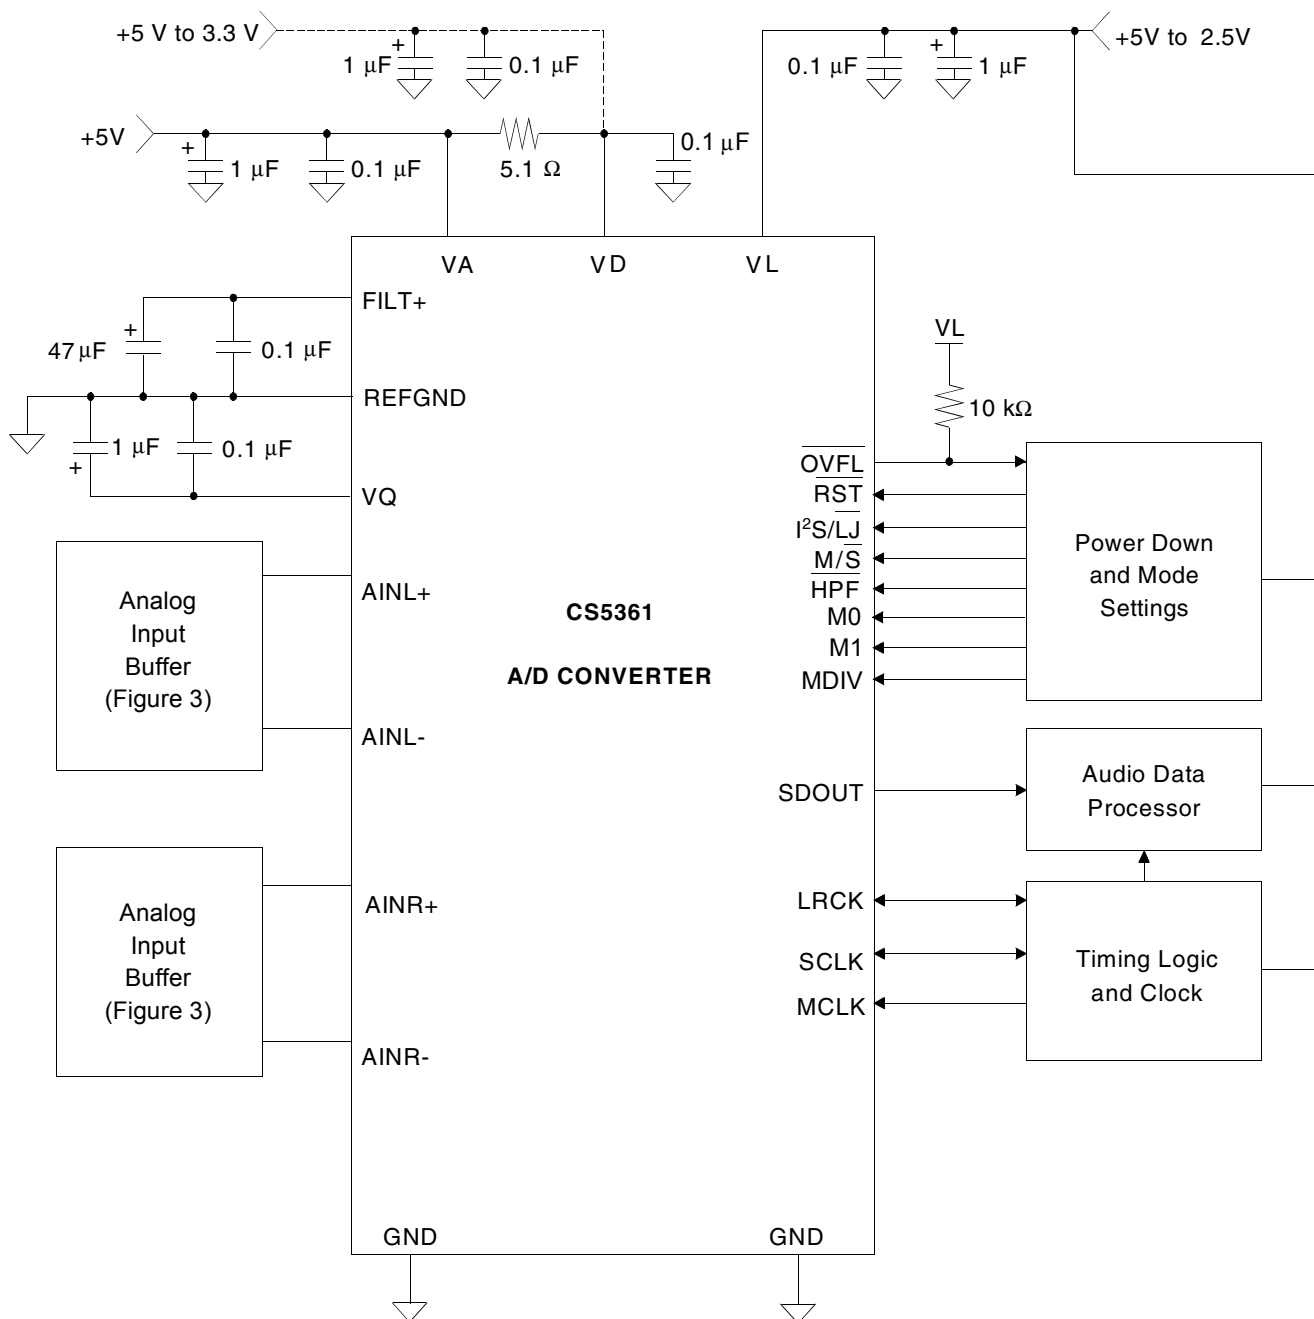 +5 V to 3.3 V
+5V to 2.5V
+
1 µF
0.1 µF
0.1 µF
+
1 µF
+5V
+
1 µF
0.1 µF
5.1 Ω
0.1 µF
VA
VD
VL
FILT+
+
47 µF
0.1 µF
VL
REFGND
10 kΩ
1 µF
0.1 µF
+
VQ
OVFL
RST
I²S/LJ
M/S
HPF
M0
M1
MDIV
Power Down
and Mode
Settings
Analog
Input
Buffer
(Figure 3)
AINL+
AINL-
CS5361
A/D CONVERTER
SDOUT
Audio Data
Processor
Analog
Input
Buffer
(Figure 3)
AINR+
AINR-
LRCK
SCLK
MCLK
Timing Logic
and Clock
GND
GND